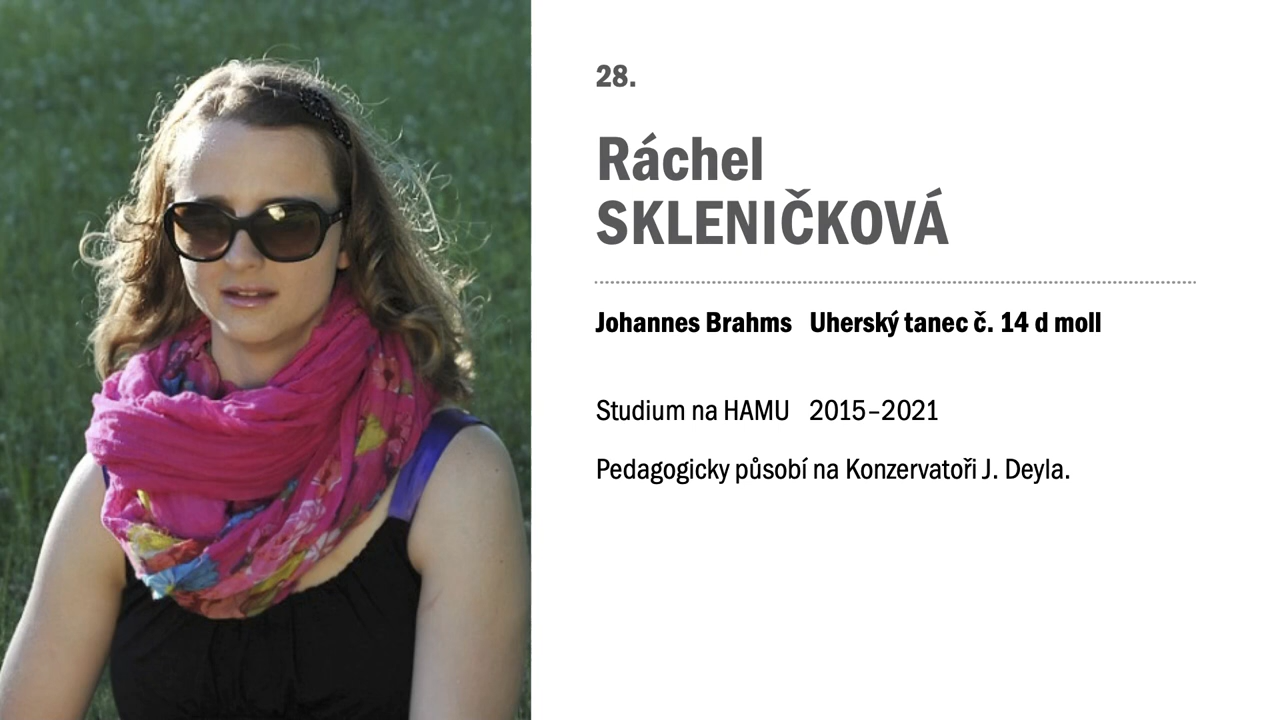 28.
Ráchel
SKLENIČKOVÁ
Johannes Brahms Uherský tanec č. 14 d moll
Studium na HAMU 2015–2021
Pedagogicky působí na Konzervatoři J. Deyla.